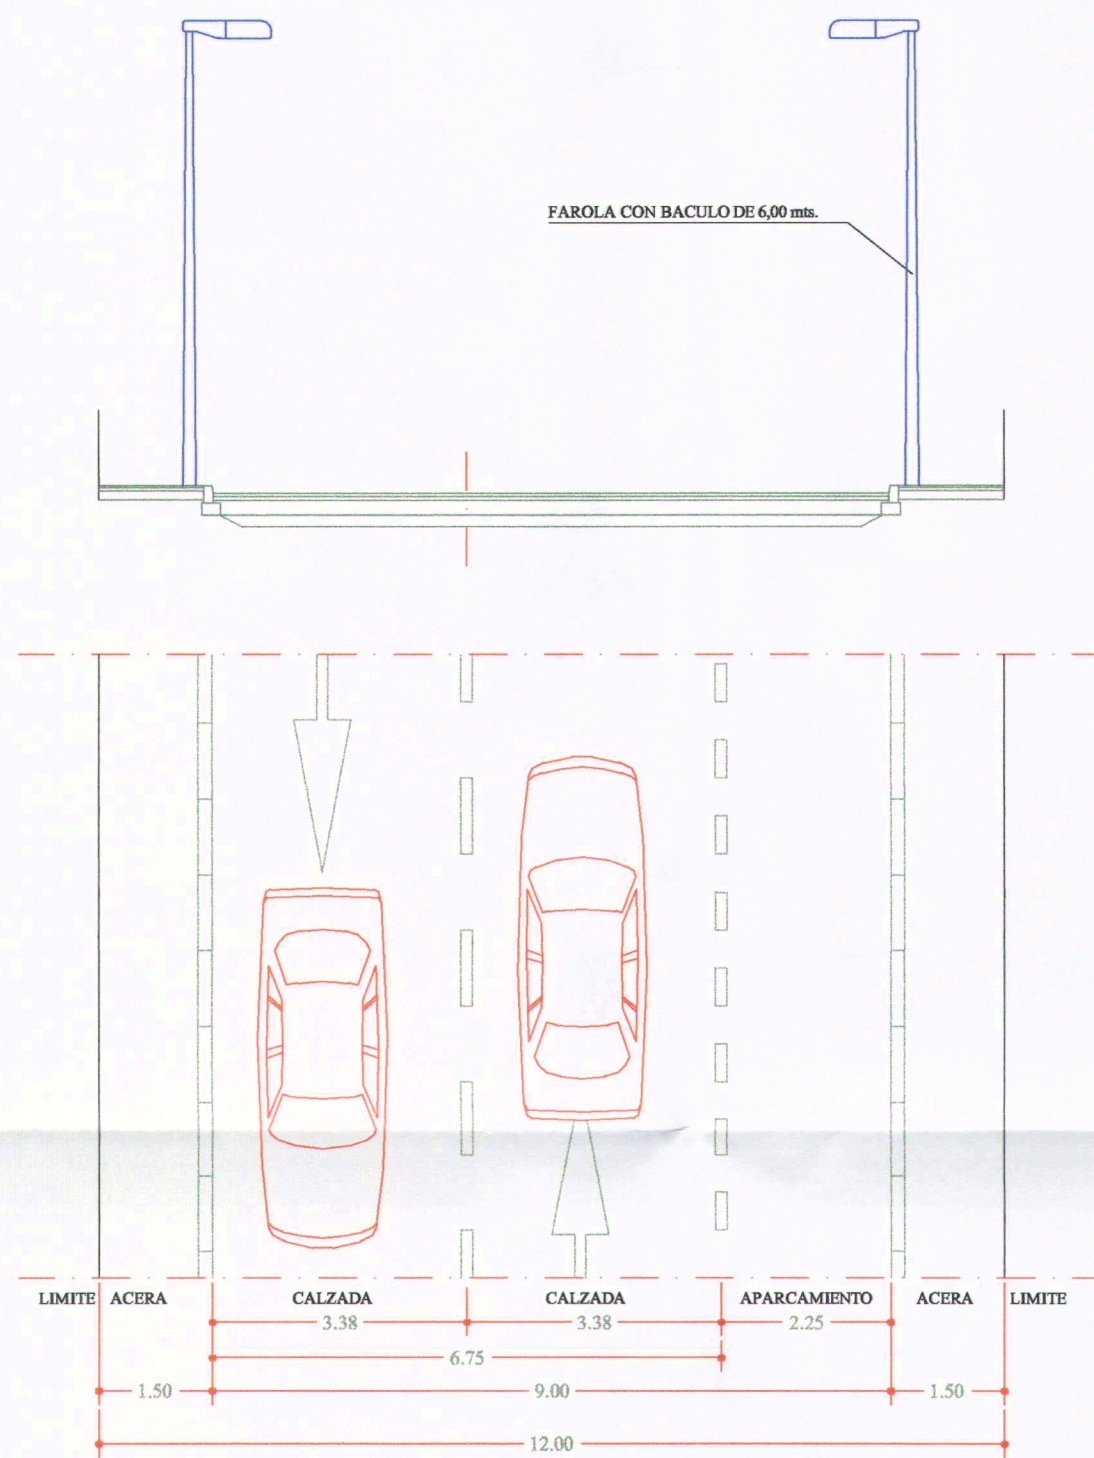 FAROLA CON BACULO DE 6,00 mts.
LIMITE ACERA CALZADA CALZADA APARCAMIENTO ACERA LIMITE
3.38 3.38 2.25
6.75
1.50 9.00 1.50
12.00